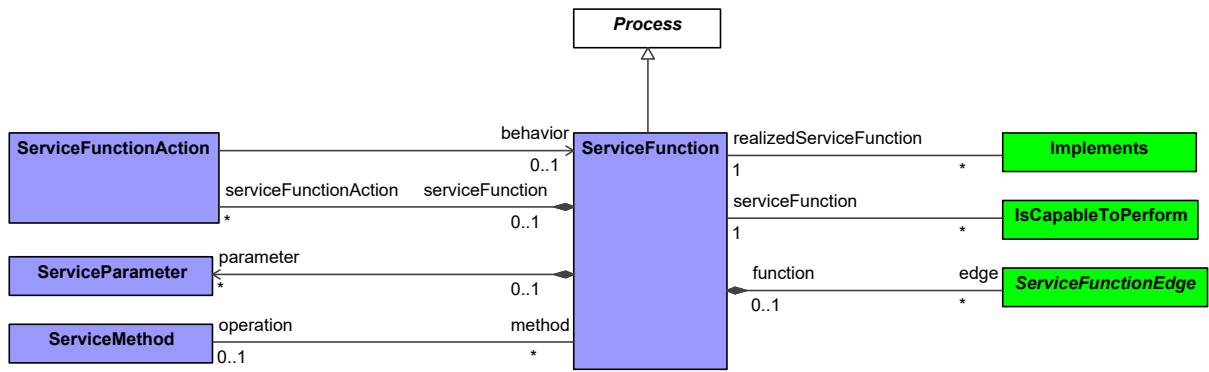 Process
ServiceFunctionAction
behavior
0..1
serviceFunctionAction
serviceFunction
*
0..1
ServiceFunction
realizedServiceFunction
1
*
Implements
serviceFunction
1
*
IsCapableToPerform
ServiceParameter
parameter
*
0..1
function
edge
0..1
*
ServiceFunctionEdge
ServiceMethod
operation
method
0..1
*